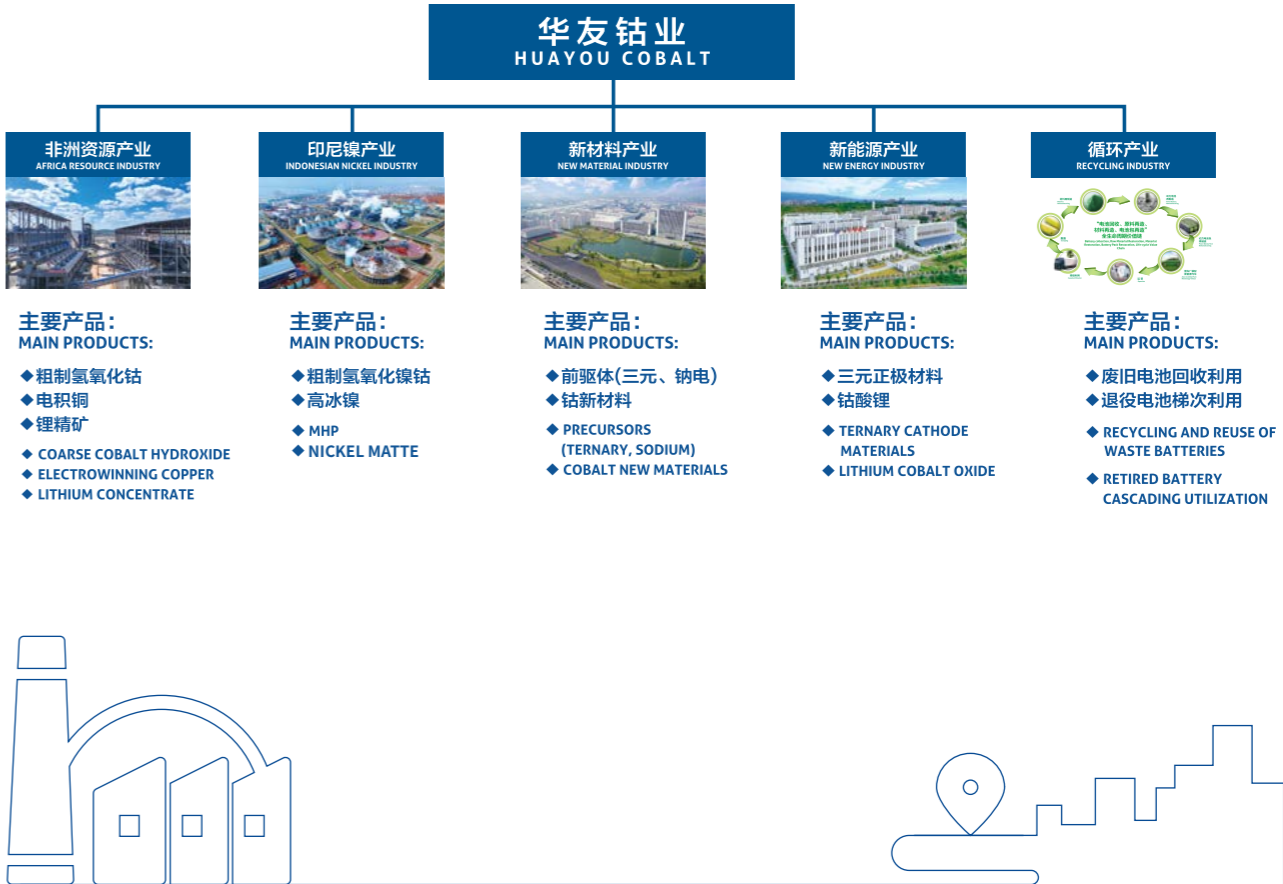 华友钴业
HUAYOU COBALT
非洲资源产业
AFRICA RESOURCE INDUSTRY
印尼镍产业
INDONESIAN NICKEL INDUSTRY
新材料产业
NEW MATERIAL INDUSTRY
新能源产业
NEW ENERGY INDUSTRY
循环产业
RECYCLING INDUSTRY
主要产品：
MAIN PRODUCTS:
◆粗制氢氧化钴
◆电积铜
◆锂精矿
◆ COARSE COBALT HYDROXIDE
◆ ELECTROWINNING COPPER
◆ LITHIUM CONCENTRATE
主要产品：
MAIN PRODUCTS:
◆粗制氢氧化镍钴
◆高冰镍
◆ MHP
◆ NICKEL MATTE
主要产品：
MAIN PRODUCTS:
◆前驱体(三元、钠电)
◆钴新材料
◆ PRECURSORS
(TERNARY, SODIUM)
◆ COBALT NEW MATERIALS
主要产品：
MAIN PRODUCTS:
◆三元正极材料
◆钴酸锂
◆ TERNARY CATHODE
MATERIALS
◆ LITHIUM COBALT OXIDE
主要产品：
MAIN PRODUCTS:
◆废旧电池回收利用
◆退役电池梯次利用
◆ RECYCLING AND REUSE OF
WASTE BATTERIES
◆ RETIRED BATTERY
CASCADING UTILIZATION